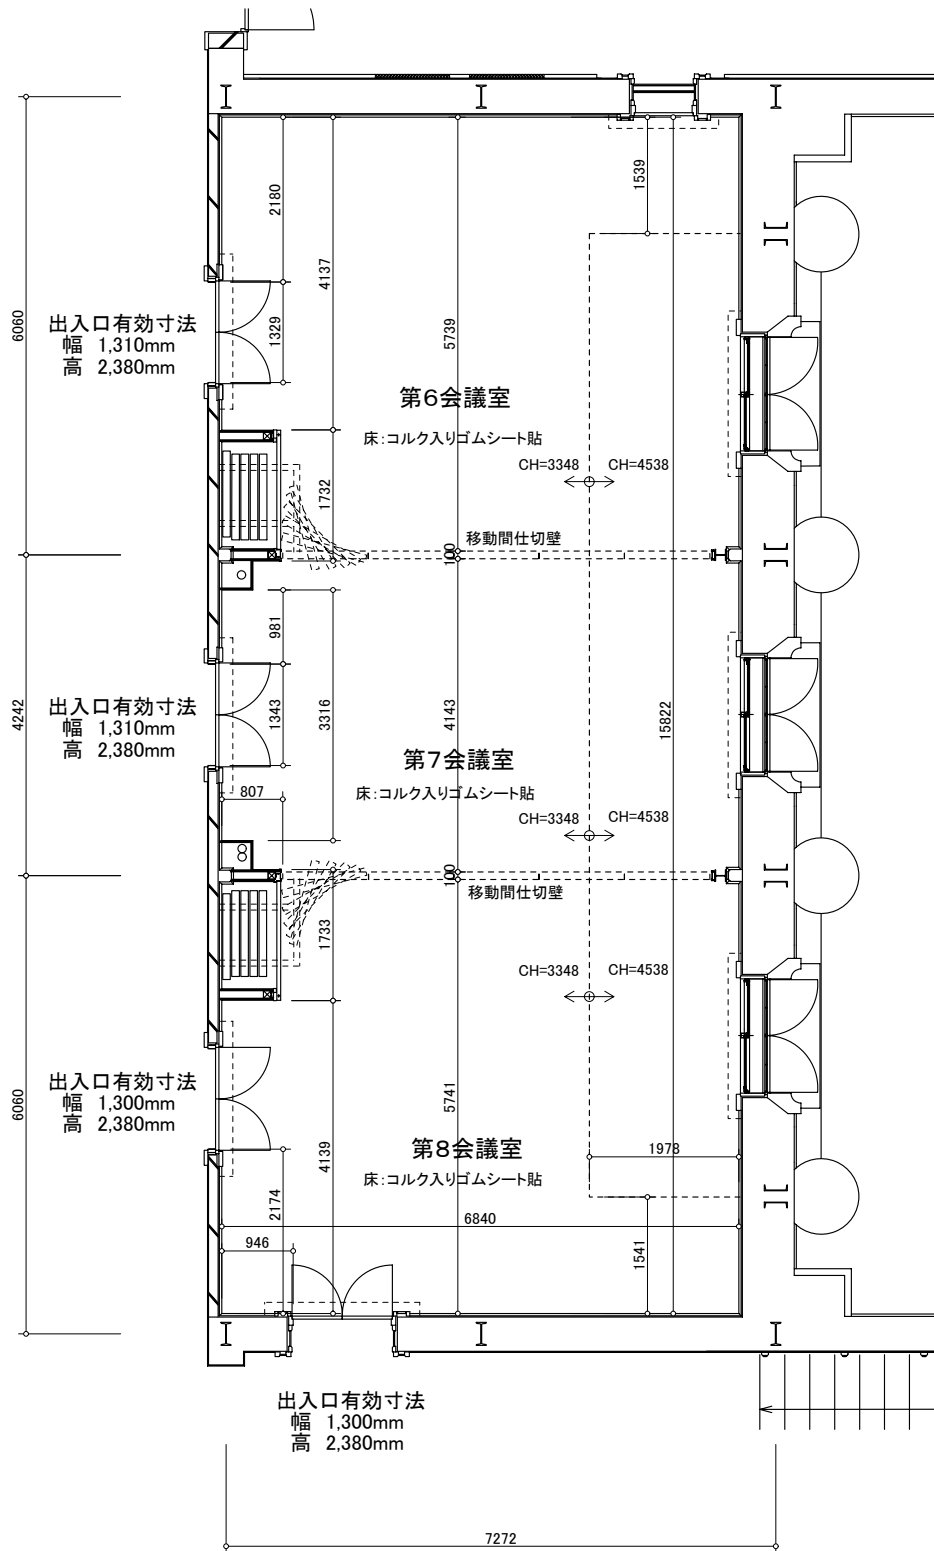 1539
2180
4137
6060
出入口有効寸法
幅 1,310mm
高 2,380mm
1329
5739
第6会議室
床:コルク入りゴムシート貼
CH=3348 CH=4538
1732
移動間仕切壁
100
981
4242
出入口有効寸法
幅 1,310mm
高 2,380mm
1343
3316
4143
15822
第7会議室
床:コルク入りゴムシート貼
807
CH=3348 CH=4538
100
移動間仕切壁
1733
CH=3348 CH=4538
6060
出入口有効寸法
幅 1,300mm
高 2,380mm
5741
第8会議室
4139
1978
床:コルク入りゴムシート貼
2174
6840
946
1541
出入口有効寸法
幅 1,300mm
高 2,380mm
7272